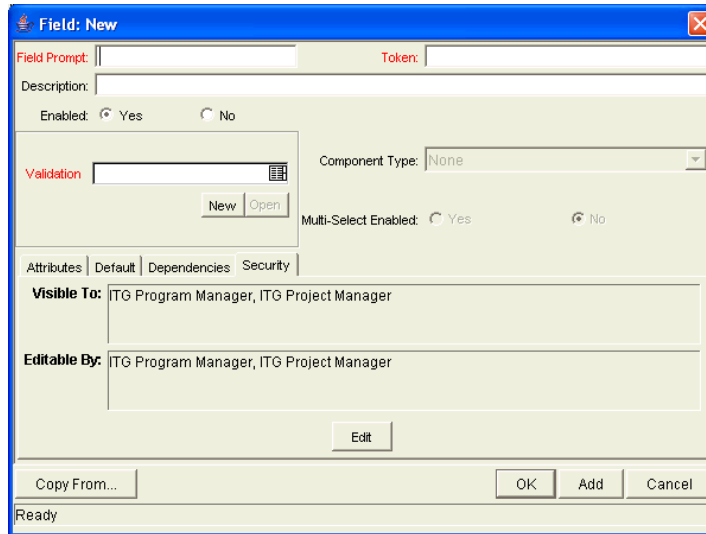 Field: New
Field Prompt: Token:
Description:
Enabled: Yes No
Validation
Component Type: None
New Open
Multi-Select Enabled: Yes No
Attributes Default Dependencies Security
Visible To: ITG Program Manager, ITG Project Manager
Editable By: ITG Program Manager, ITG Project Manager
Edit
Copy From... OK Add Cancel
Ready